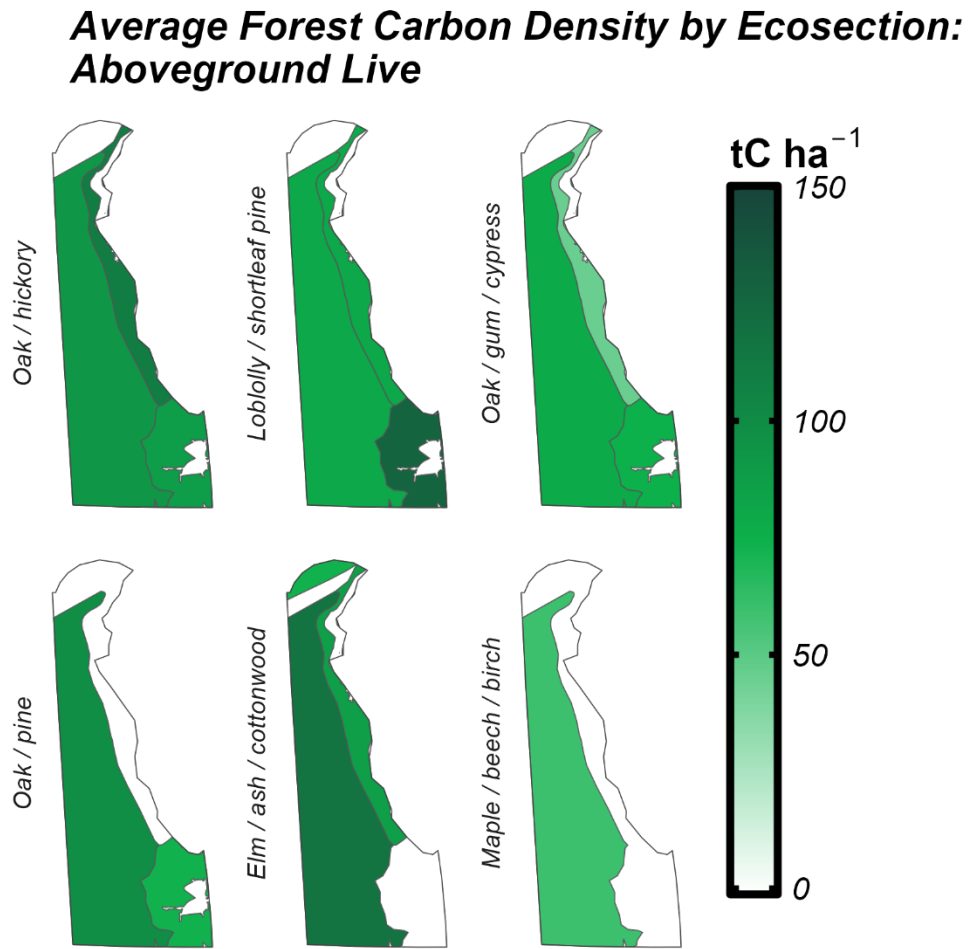 Average Forest Carbon Density by Ecosection:
Aboveground Live
Oak / hickory
Loblolly / shortleaf pine
Oak / gum / cypress
Oak / pine
Elm / ash / cottonwood
Maple / beech / birch
tC ha⁻¹
150
100
50
0